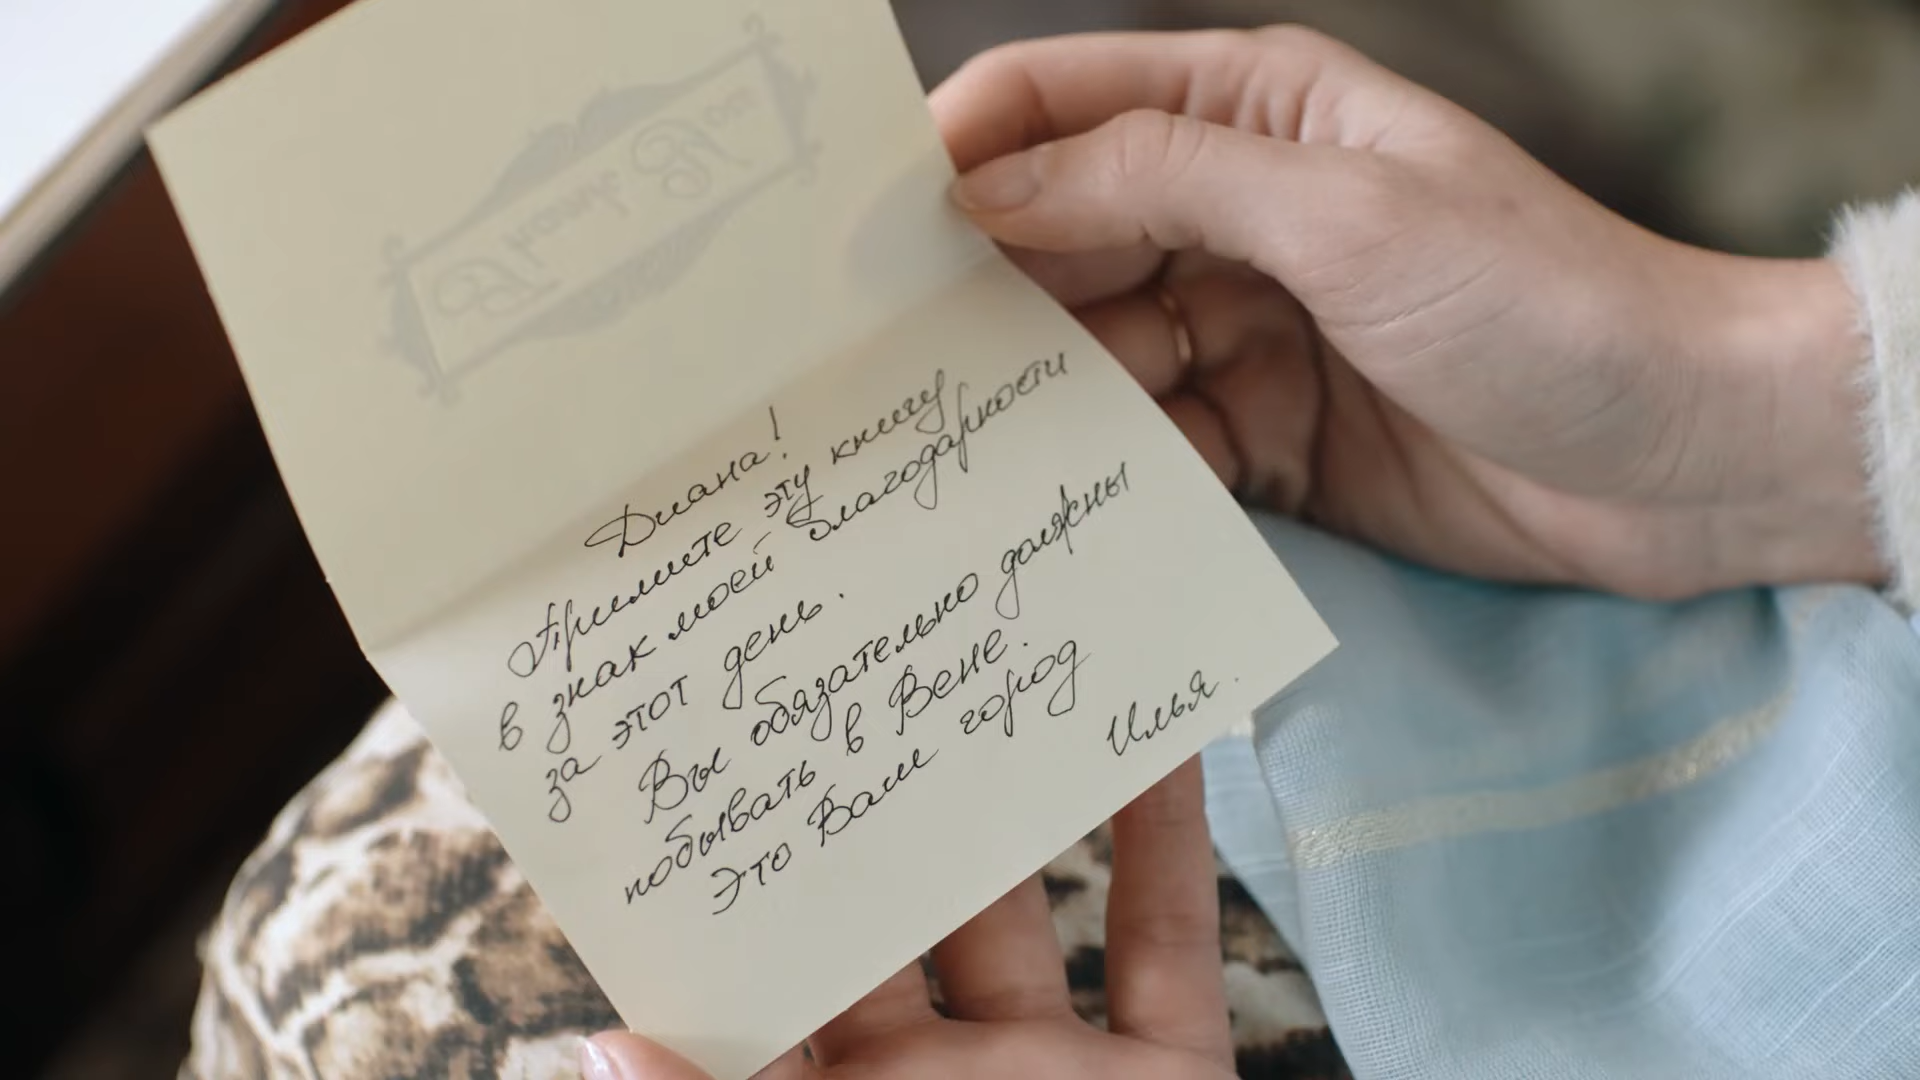 Диана!
Примите эту книгу
в знак моей благодарности
за этот день.
Вы обязательно должны
побывать в Вене.
Это Ваш город
Илья.